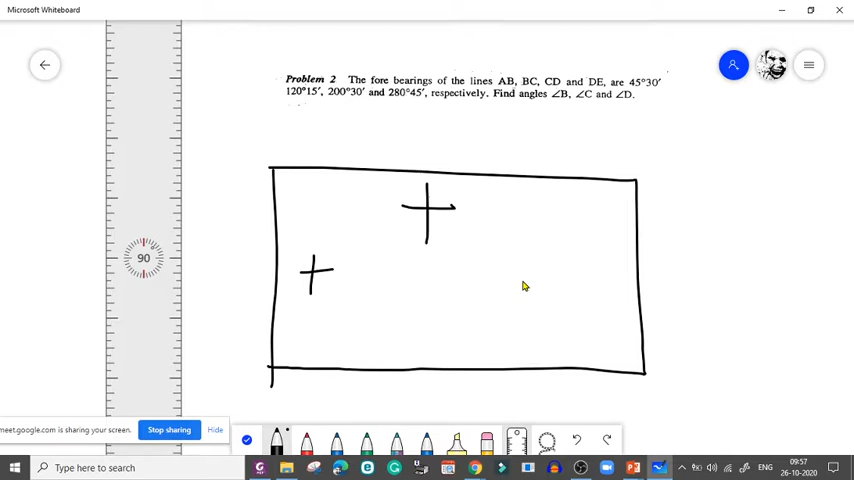 Microsoft Whiteboard
Problem 2 The fore bearings of the lines AB, BC, CD and DE, are 45°30'
120°15', 200°30' and 280°45', respectively. Find angles ∠B, ∠C and ∠D.
90
meet.google.com is sharing your screen.
Stop sharing
Hide
Type here to search
ENG
09:57
26-10-2020